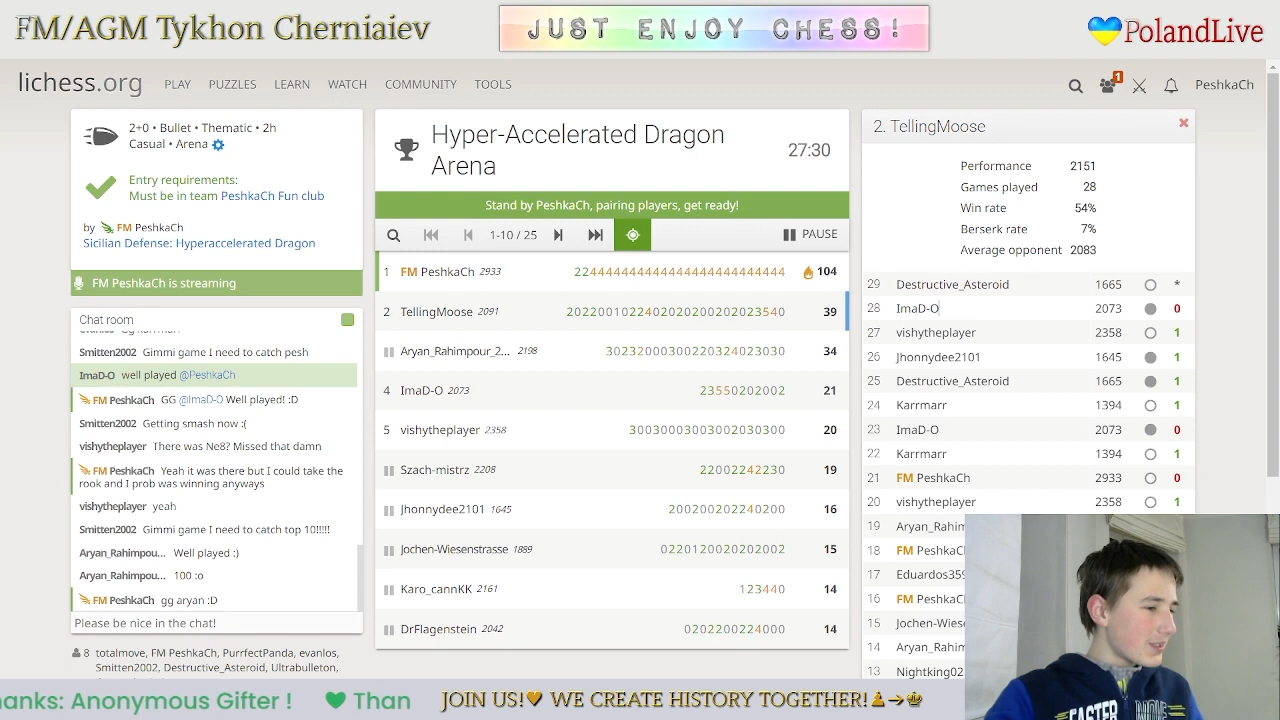 FM/AGM Tykhon Cherniaiev
JUST ENJOY CHESS!
PolandLive
lichess.org
PLAY
PUZZLES
LEARN
WATCH
COMMUNITY
TOOLS
1
PeshkaCh
2+0 • Bullet • Thematic • 2h
Casual • Arena
Entry requirements:
Must be in team PeshkaCh Fun club
by FM PeshkaCh
Sicilian Defense: Hyperaccelerated Dragon
FM PeshkaCh is streaming
Chat room
Smitten2002 Gimmi game I need to catch pesh
ImaD-O well played @PeshkaCh
FM PeshkaCh GG @ImaD-O Well played! :D
Smitten2002 Getting smash now :(
vishytheplayer There was Ne8? Missed that damn
FM PeshkaCh Yeah it was there but I could take the
rook and I prob was winning anyways
vishytheplayer yeah
Smitten2002 Gimmi game I need to catch top 10!!!!!
Aryan_Rahimpou... Well played :)
Aryan_Rahimpou... 100 :o
FM PeshkaCh gg aryan :D
Please be nice in the chat!
8 totalmove, FM PeshkaCh, PurrfectPanda, evanlos,
Smitten2002, Destructive_Asteroid, Ultrabulleton,
Hyper-Accelerated Dragon
Arena
27:30
Stand by PeshkaCh, pairing players, get ready!
1-10 / 25
PAUSE
1 FM PeshkaCh 2933 2244444444444444444444444444 104
2 TellingMoose 2091 2022001022402020200202023540 39
Aryan_Rahimpour_2... 2198 30232000300220324023030 34
4 ImaD-O 2073 23550202002 21
5 vishytheplayer 2358 300300030030020303​00 20
Szach-mistrz 2208 22002242230 19
Jhonnydee2101 1645 200200202240200 16
Jochen-Wiesenstrasse 1889 0220120020202002 15
Karo_cannKK 2161 123440 14
DrFlagenstein 2042 0202200224000 14
2. TellingMoose
Performance 2151
Games played 28
Win rate 54%
Berserk rate 7%
Average opponent 2083
29 Destructive_Asteroid 1665 *
28 ImaD-O 2073 0
27 vishytheplayer 2358 1
26 Jhonnydee2101 1645 1
25 Destructive_Asteroid 1665 1
24 Karrmarr 1394 1
23 ImaD-O 2073 0
22 Karrmarr 1394 1
21 FM PeshkaCh 2933 0
20 vishytheplayer 2358 1
19 Aryan_Rahim
18 FM PeshkaC
17 Eduardos359
16 FM PeshkaC
15 Jochen-Wies
14 Aryan_Rahim
13 Nightking02
anks: Anonymous Gifter !
Than
JOIN US! WE CREATE HISTORY TOGETHER!